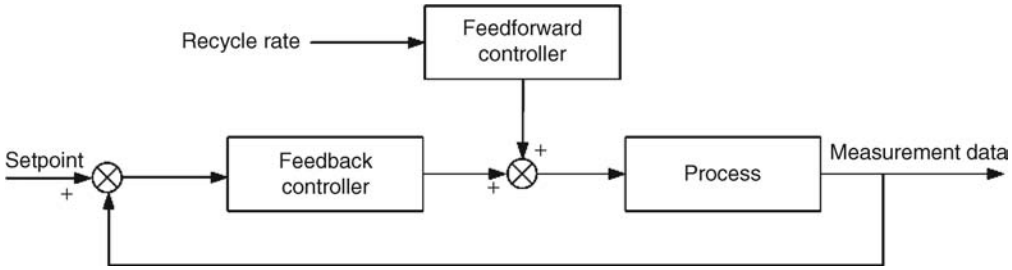 Recycle rate
Feedforward
controller
Setpoint
+
Feedback
controller
+
+
Process
Measurement data